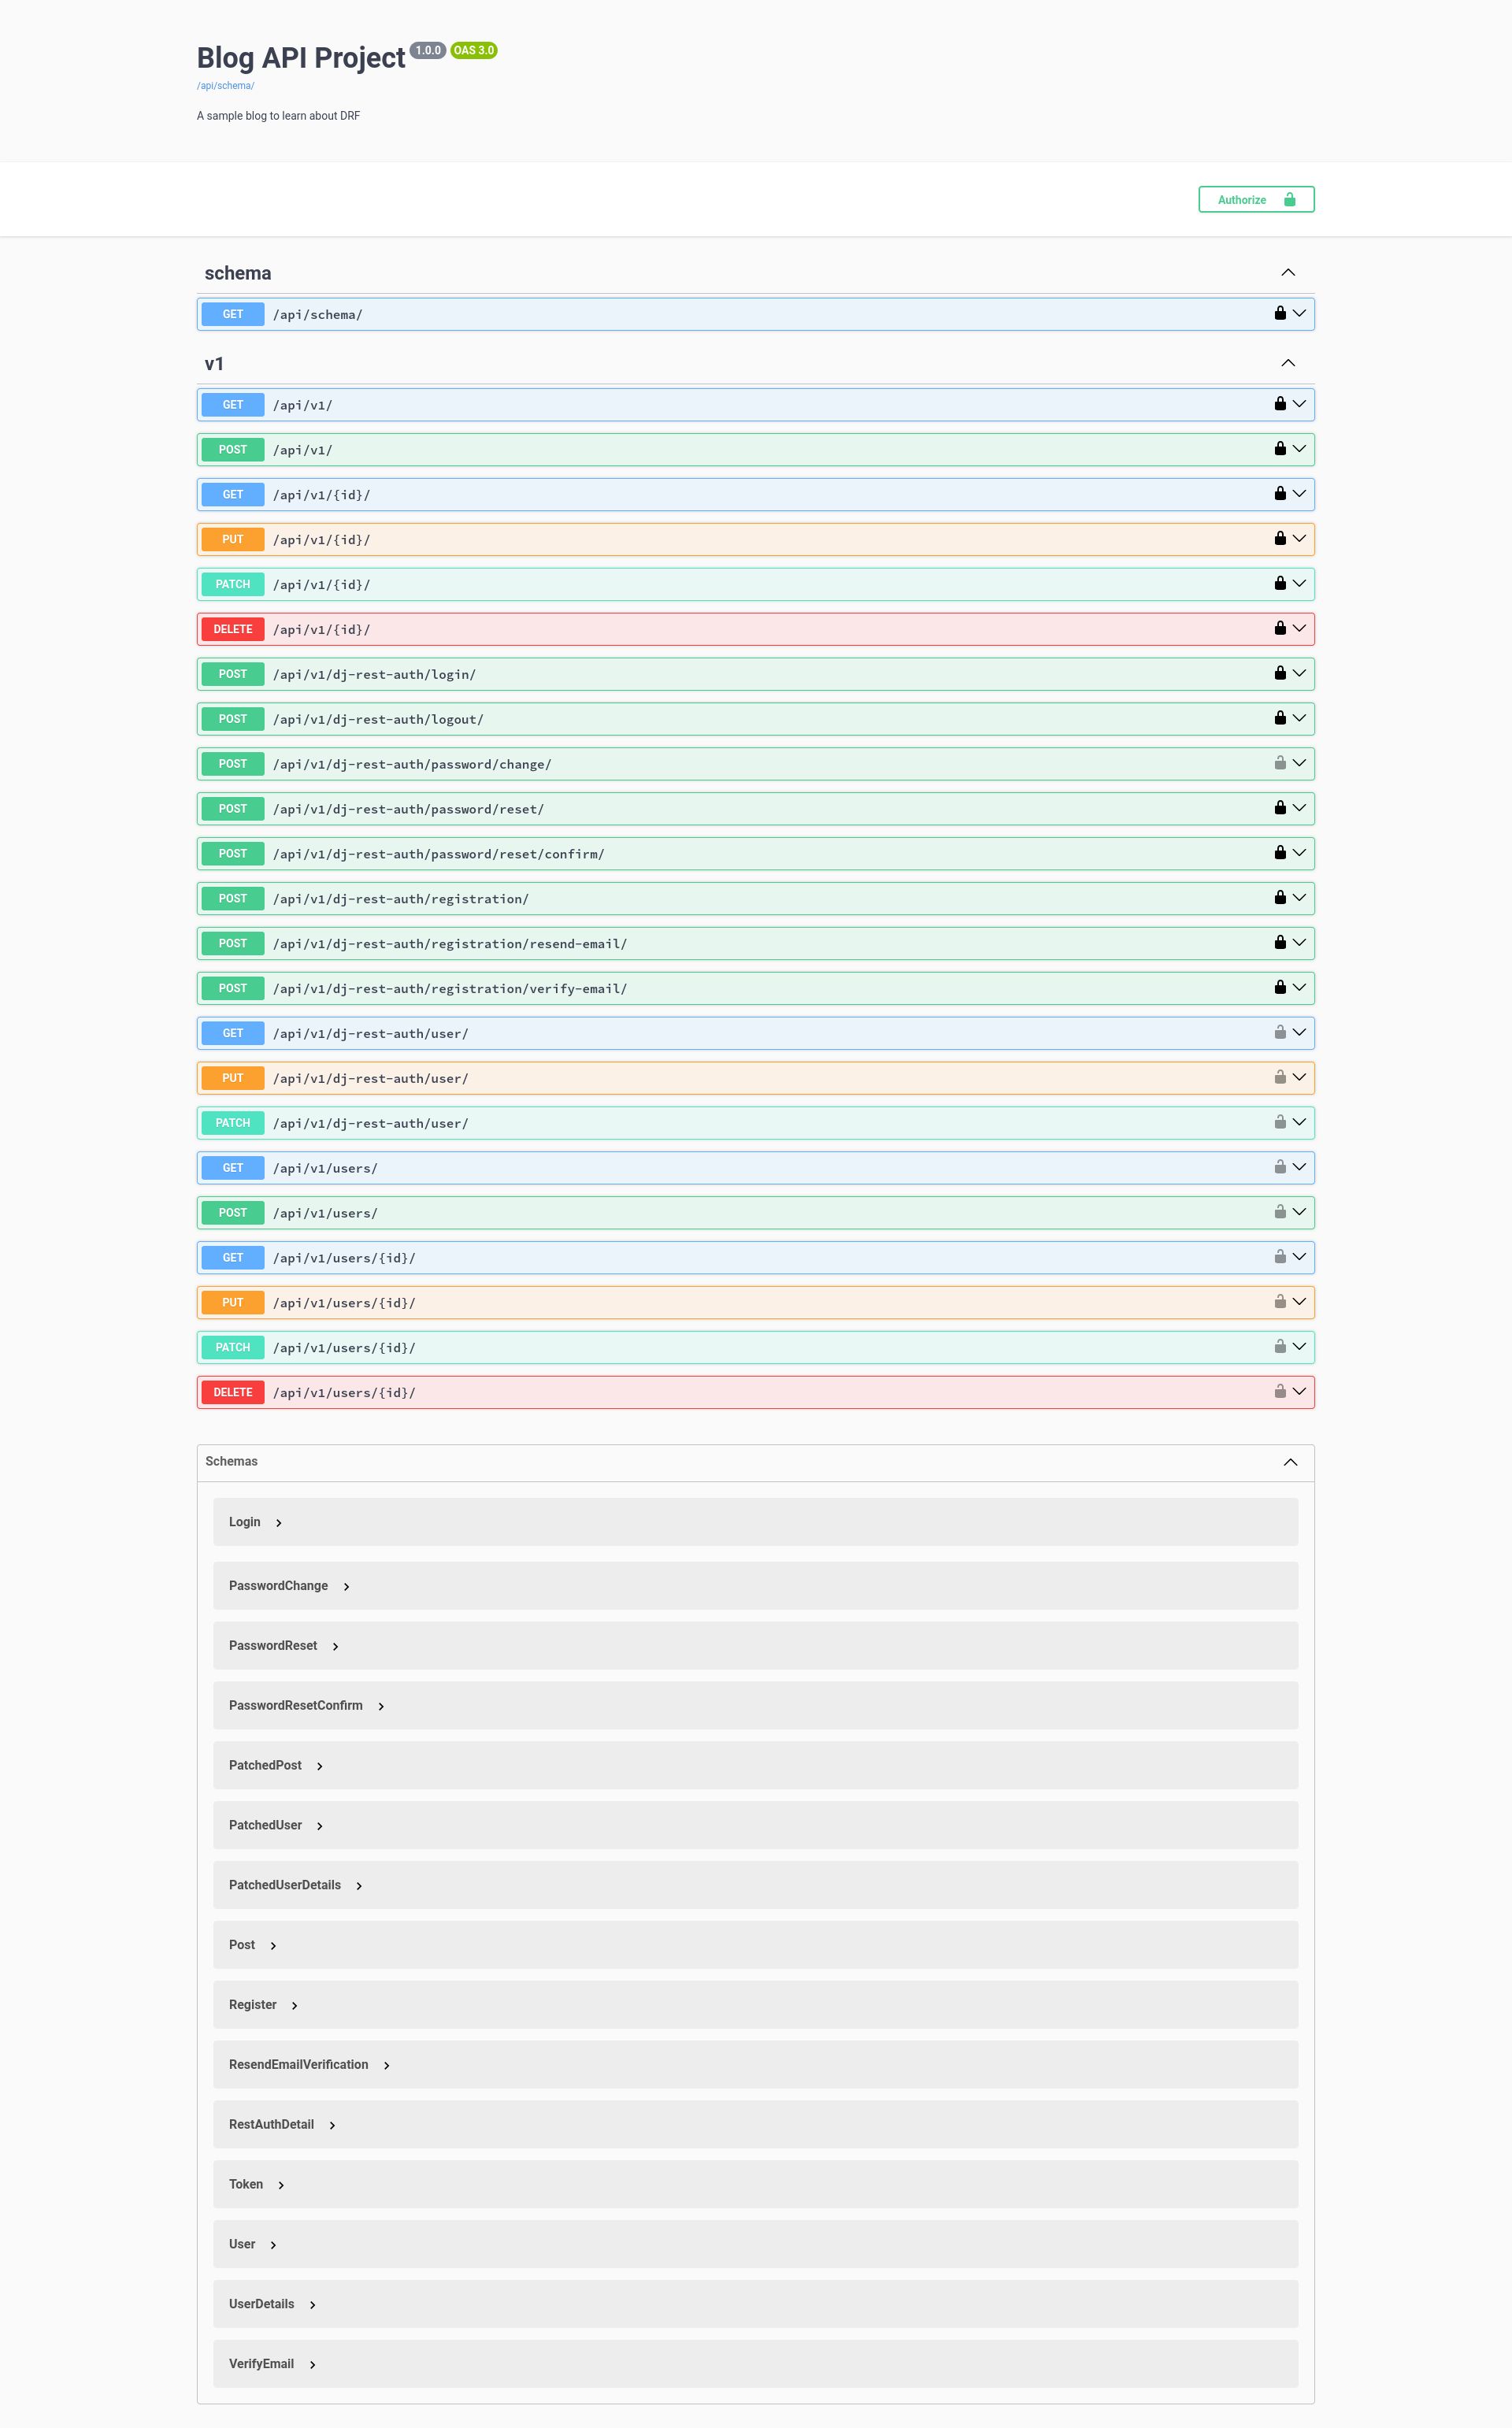 Blog API Project 1.0.0 OAS 3.0
/api/schema/
A sample blog to learn about DRF
Authorize
schema
GET /api/schema/
v1
GET /api/v1/
POST /api/v1/
GET /api/v1/{id}/
PUT /api/v1/{id}/
PATCH /api/v1/{id}/
DELETE /api/v1/{id}/
POST /api/v1/dj-rest-auth/login/
POST /api/v1/dj-rest-auth/logout/
POST /api/v1/dj-rest-auth/password/change/
POST /api/v1/dj-rest-auth/password/reset/
POST /api/v1/dj-rest-auth/password/reset/confirm/
POST /api/v1/dj-rest-auth/registration/
POST /api/v1/dj-rest-auth/registration/resend-email/
POST /api/v1/dj-rest-auth/registration/verify-email/
GET /api/v1/dj-rest-auth/user/
PUT /api/v1/dj-rest-auth/user/
PATCH /api/v1/dj-rest-auth/user/
GET /api/v1/users/
POST /api/v1/users/
GET /api/v1/users/{id}/
PUT /api/v1/users/{id}/
PATCH /api/v1/users/{id}/
DELETE /api/v1/users/{id}/
Schemas
Login
PasswordChange
PasswordReset
PasswordResetConfirm
PatchedPost
PatchedUser
PatchedUserDetails
Post
Register
ResendEmailVerification
RestAuthDetail
Token
User
UserDetails
VerifyEmail